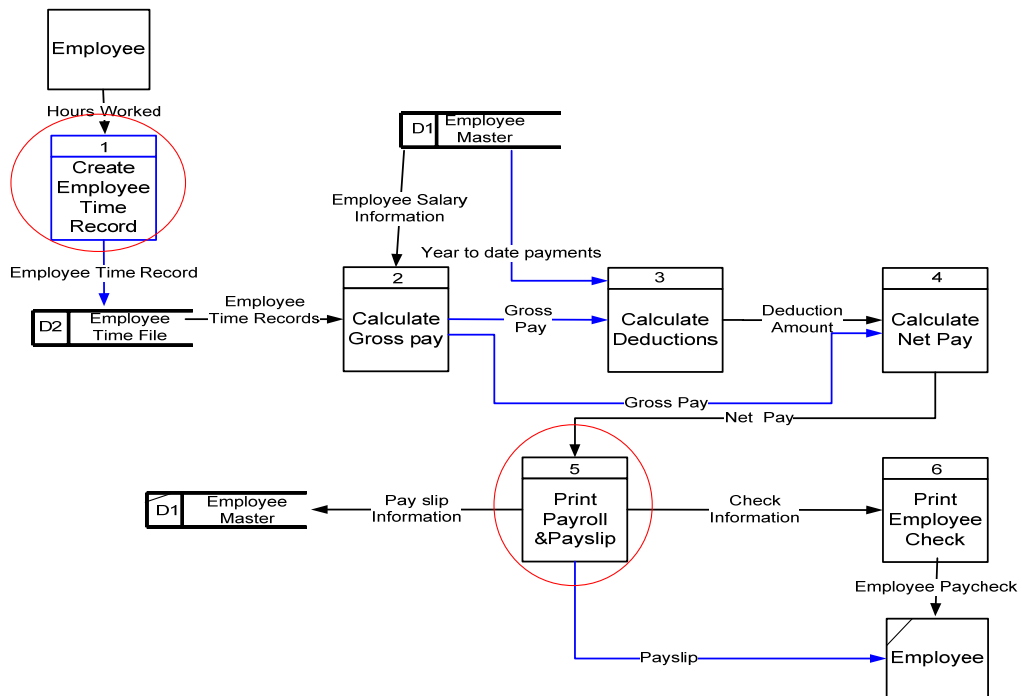 Employee
Hours Worked
1
Create
Employee
Time
Record
Employee Time Record
D2
Employee
Time File
Employee
Time Records
D1
Employee
Master
Employee Salary
Information
Year to date payments
2
Calculate
Gross pay
Gross
Pay
3
Calculate
Deductions
Deduction
Amount
4
Calculate
Net Pay
Gross Pay
Net Pay
5
Print
Payroll
&Payslip
Pay slip
Information
D1
Employee
Master
Check
Information
6
Print
Employee
Check
Employee Paycheck
Payslip
Employee